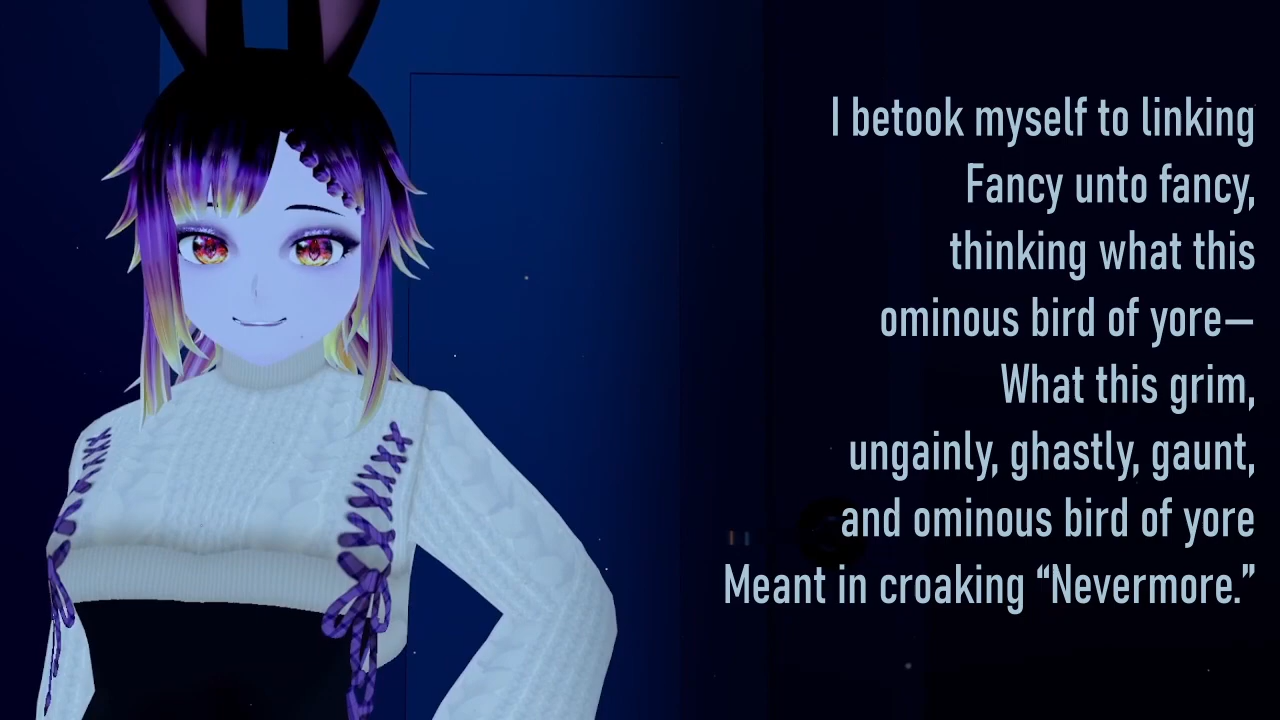 I betook myself to linking
Fancy unto fancy,
thinking what this
ominous bird of yore—
What this grim,
ungainly, ghastly, gaunt,
and ominous bird of yore
Meant in croaking “Nevermore.”